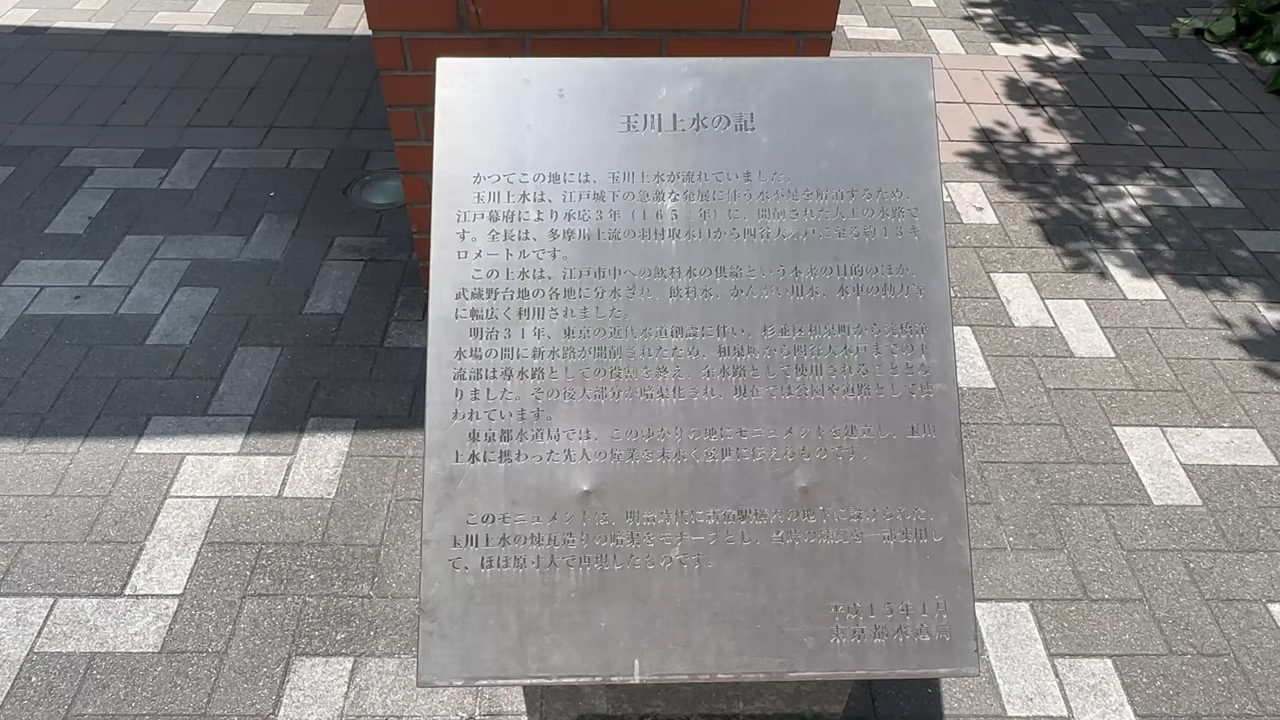 玉川上水の記
かつてこの地には、玉川上水が流れていました。
玉川上水は、江戸城下の急激な発展に伴う水不足を解消するため、
江戸幕府により承応3年(165 年)に、開削された人工の水路で
す。全長は、多摩川上流の羽村取水口から四谷大木戸に至る約43キ
ロメートルです。
この上水は、江戸市中への飲料水の供給という本来の目的のほか、
武蔵野台地の各地に分水され、飲料水、かんがい用水、水車の動力等
に幅広く利用されました。
明治31年、東京の近代水道創設に伴い、杉並区和泉町から淀橋浄
水場の間に新水路が開削されたため、和泉町から四谷大木戸までの下
流部は導水路としての役割を終え、余水路として使用されることとな
りました。その後大部分が暗渠化され、現在では公園や道路として使
われています。
東京都水道局では、このゆかりの地にモニュメントを建立し、玉川
上水に携わった先人の偉業を末永く後世に伝えるものです。
このモニュメントは、明治時代に新宿駅構内の地下に設けられた、
玉川上水の煉瓦造りの暗渠をモチーフとし、当時の煉瓦を一部使用し
て、ほぼ原寸大で再現したものです。
平成15年1月
東京都水道局